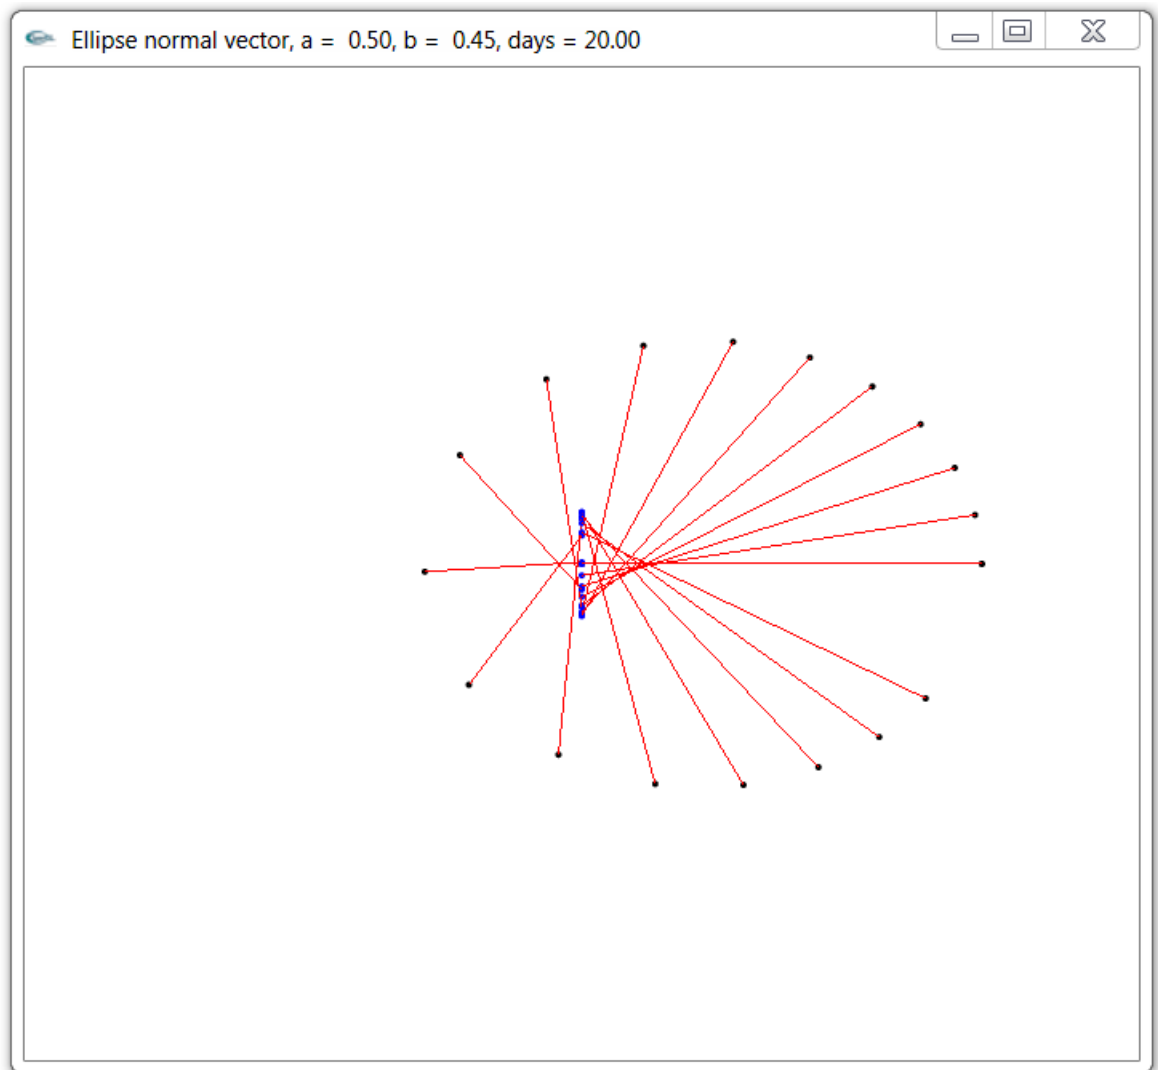 Ellipse normal vector, a =  0.50, b =  0.45, days = 20.00